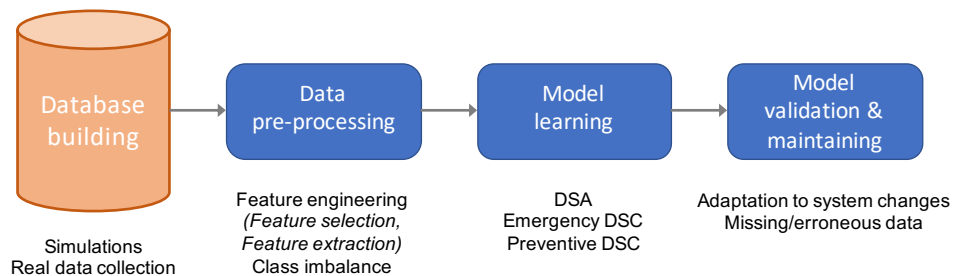 Database
building
Simulations
Real data collection
Data
pre-processing
Feature engineering
(Feature selection,
Feature extraction)
Class imbalance
Model
learning
DSA
Emergency DSC
Preventive DSC
Model
validation &
maintaining
Adaptation to system changes
Missing/erroneous data